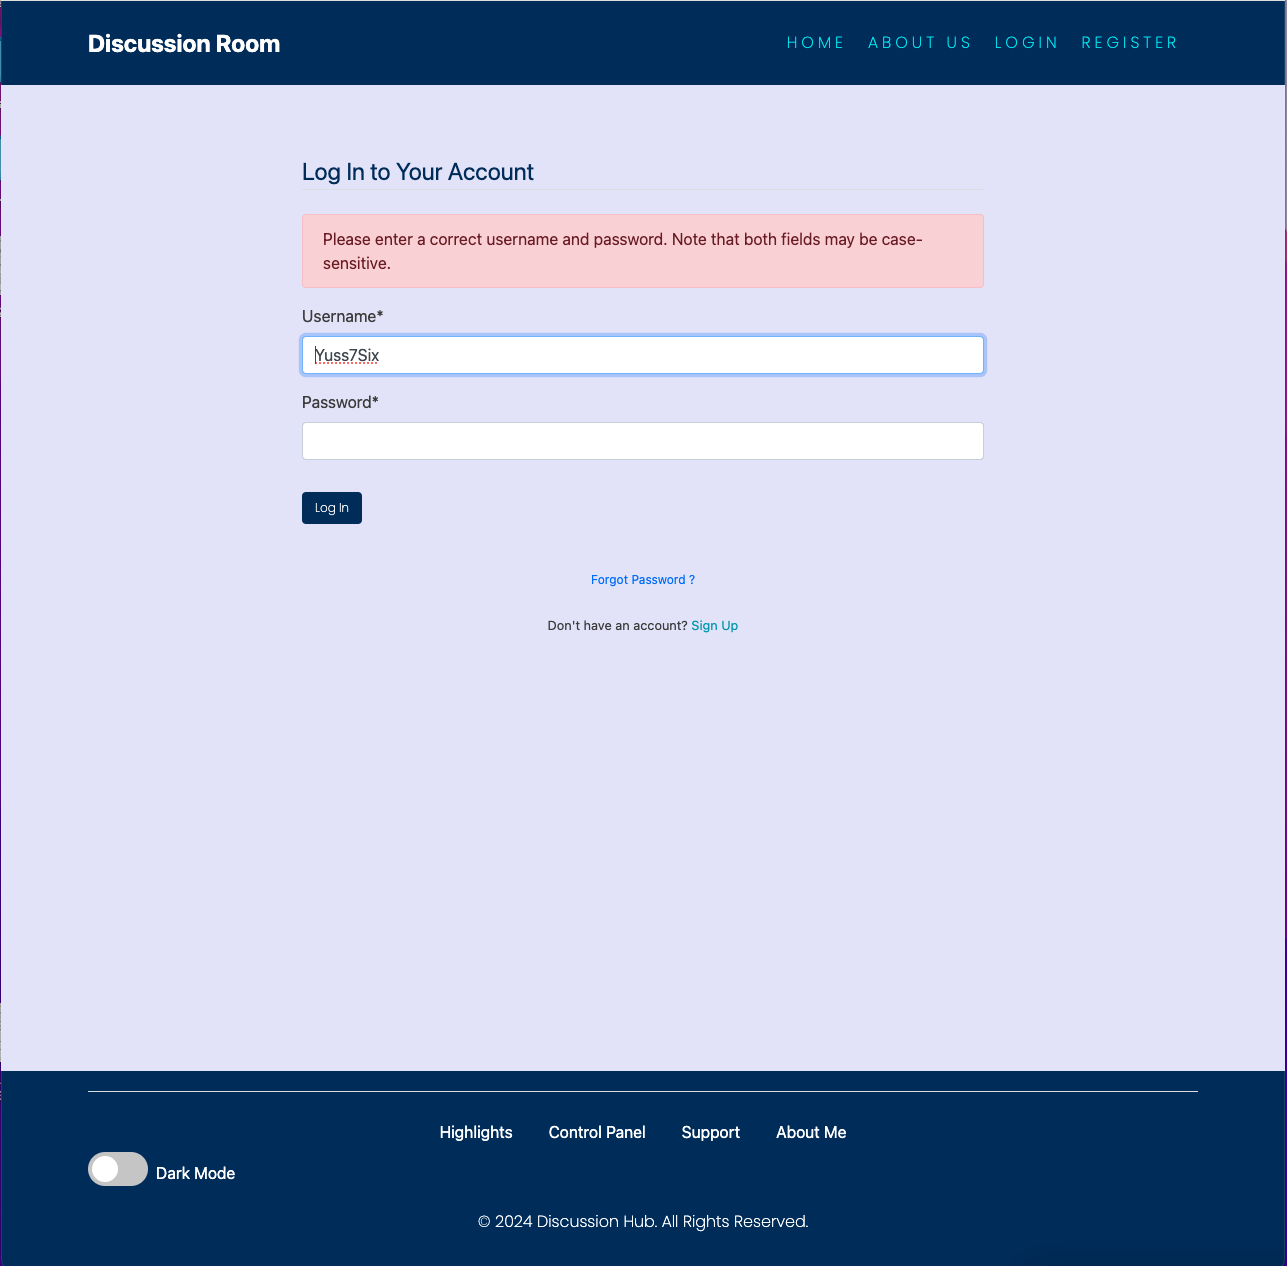 Discussion Room
HOME ABOUT US LOGIN REGISTER
Log In to Your Account
Please enter a correct username and password. Note that both fields may be case-
sensitive.
Username*
Yuss7Six
Password*
Log In
Forgot Password ?
Don't have an account? Sign Up
Highlights Control Panel Support About Me
Dark Mode
© 2024 Discussion Hub. All Rights Reserved.